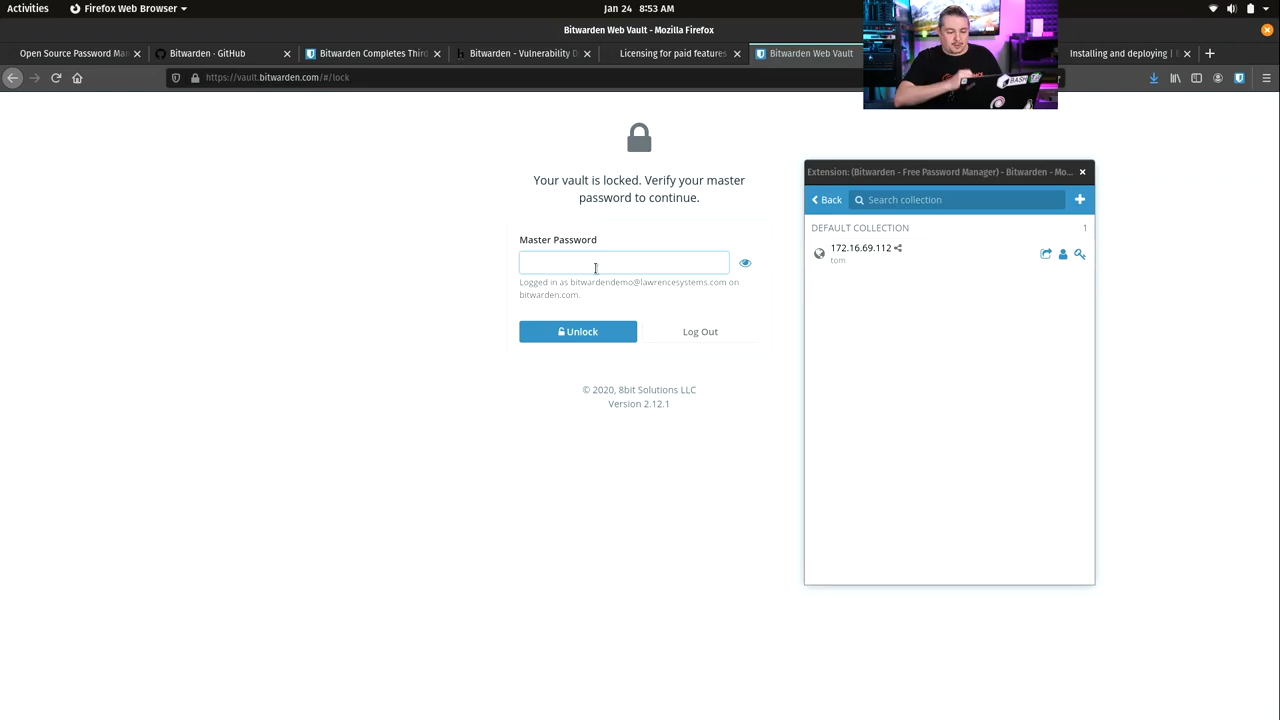 Activities
Firefox Web Browser
Jan 24 8:53 AM
Bitwarden Web Vault - Mozilla Firefox
Open Source Password Man
· GitHub
Completes Third
Bitwarden · Vulnerability D
Licensing for paid features
Bitwarden Web Vault
Installing and deploying |
https://vault.bitwarden.com/#/lock
BASH
Your vault is locked. Verify your master
password to continue.
Master Password
Logged in as bitwardendemo@lawrencesystems.com on
bitwarden.com.
Unlock
Log Out
© 2020, 8bit Solutions LLC
Version 2.12.1
Extension: (Bitwarden - Free Password Manager) - Bitwarden - Mo...
Back
Search collection
DEFAULT COLLECTION
1
172.16.69.112
tom